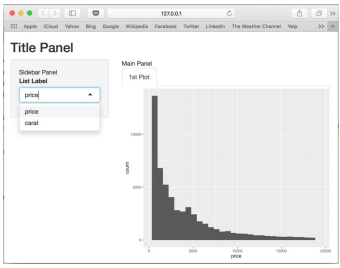 127.0.0.1
Apple iCloud Yahoo Bing Google Wikipedia Facebook Twitter LinkedIn The Weather Channel Yelp >>
Title Panel
Sidebar Panel
List Label
price
price
carat
Main Panel
1st Plot
count
10000
5000
0
0 5000 10000 15000 20000
price